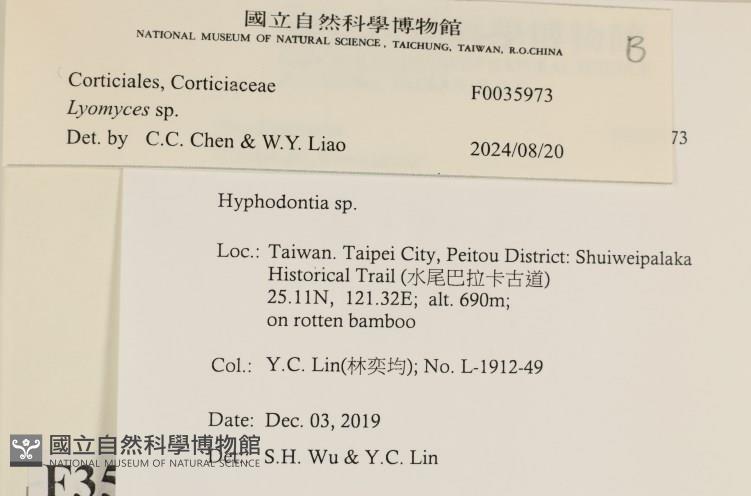 國立自然科學博物館
NATIONAL MUSEUM OF NATURAL SCIENCE, TAICHUNG, TAIWAN, R.O.CHINA
B
Corticiales, Corticiaceae F0035973
Lyomyces sp.
Det. by C.C. Chen & W.Y. Liao 2024/08/20
73
Hyphodontia sp.
Loc.: Taiwan. Taipei City, Peitou District: Shuiweipalaka
Historical Trail (水尾巴拉卡古道)
25.11N, 121.32E; alt. 690m;
on rotten bamboo
Col.: Y.C. Lin(林奕均); No. L-1912-49
Date: Dec. 03, 2019
Det.: S.H. Wu & Y.C. Lin
國立自然科學博物館
NATIONAL MUSEUM OF NATURAL SCIENCE
F35